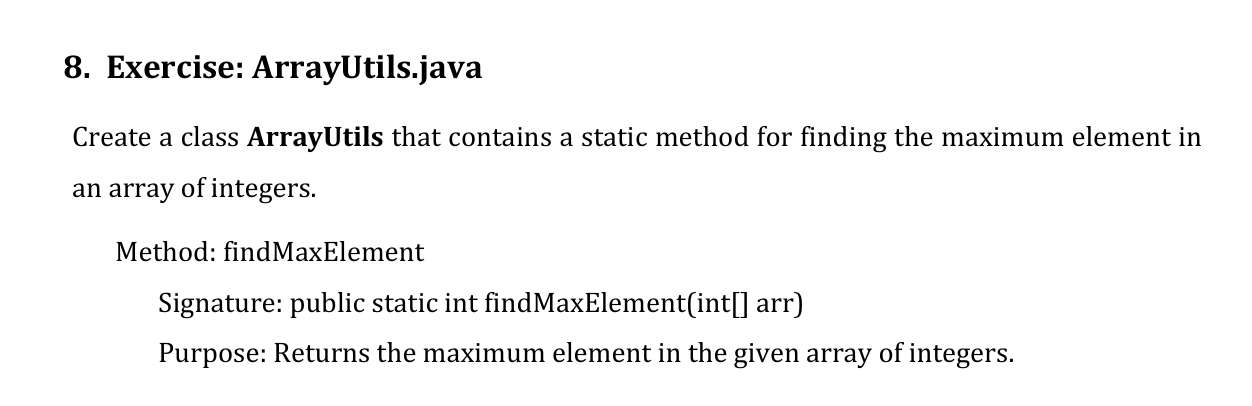 8. Exercise: ArrayUtils.java
Create a class ArrayUtils that contains a static method for finding the maximum element in
an array of integers.
Method: findMaxElement
Signature: public static int findMaxElement(int[] arr)
Purpose: Returns the maximum element in the given array of integers.